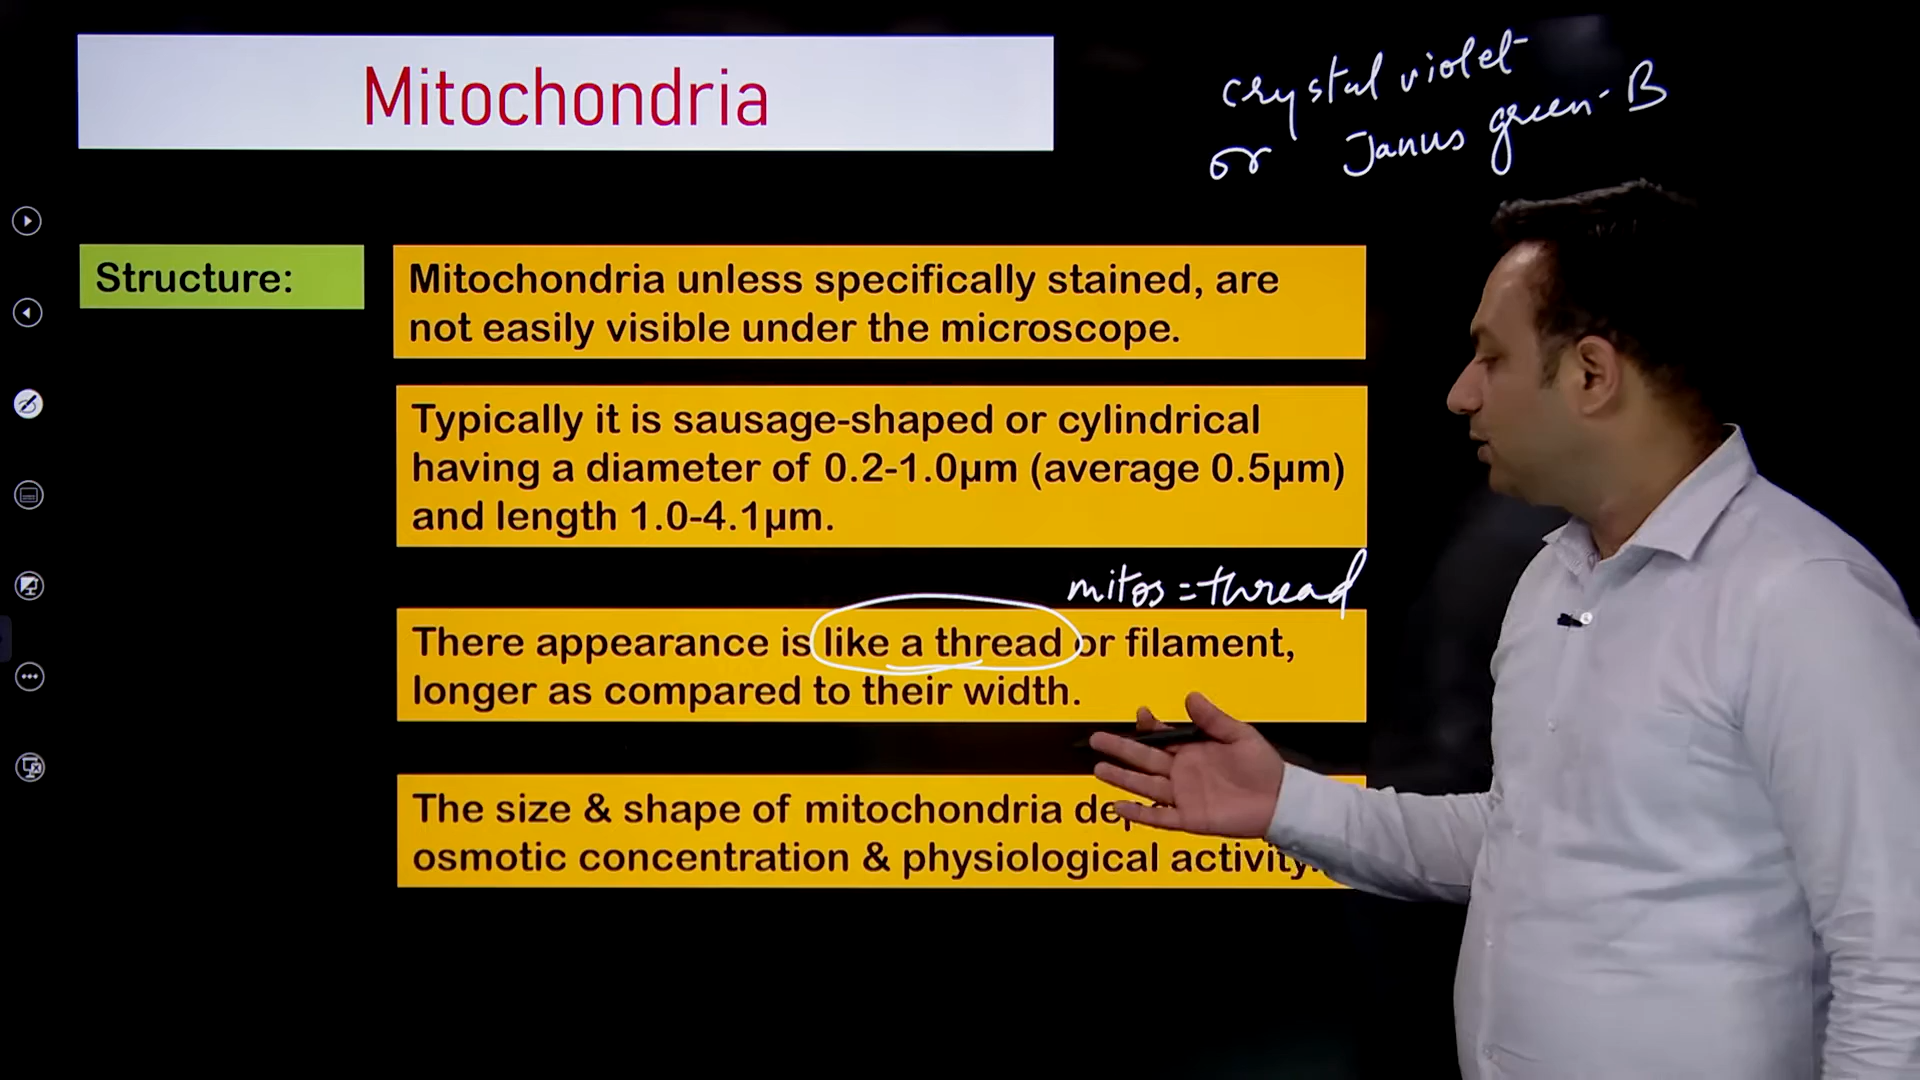 Mitochondria
crystal violet
or Janus green-B
Structure:
Mitochondria unless specifically stained, are
not easily visible under the microscope.
Typically it is sausage-shaped or cylindrical
having a diameter of 0.2-1.0µm (average 0.5µm)
and length 1.0-4.1µm.
mitos = thread
There appearance is like a thread or filament,
longer as compared to their width.
The size & shape of mitochondria
osmotic concentration & physiological activity.